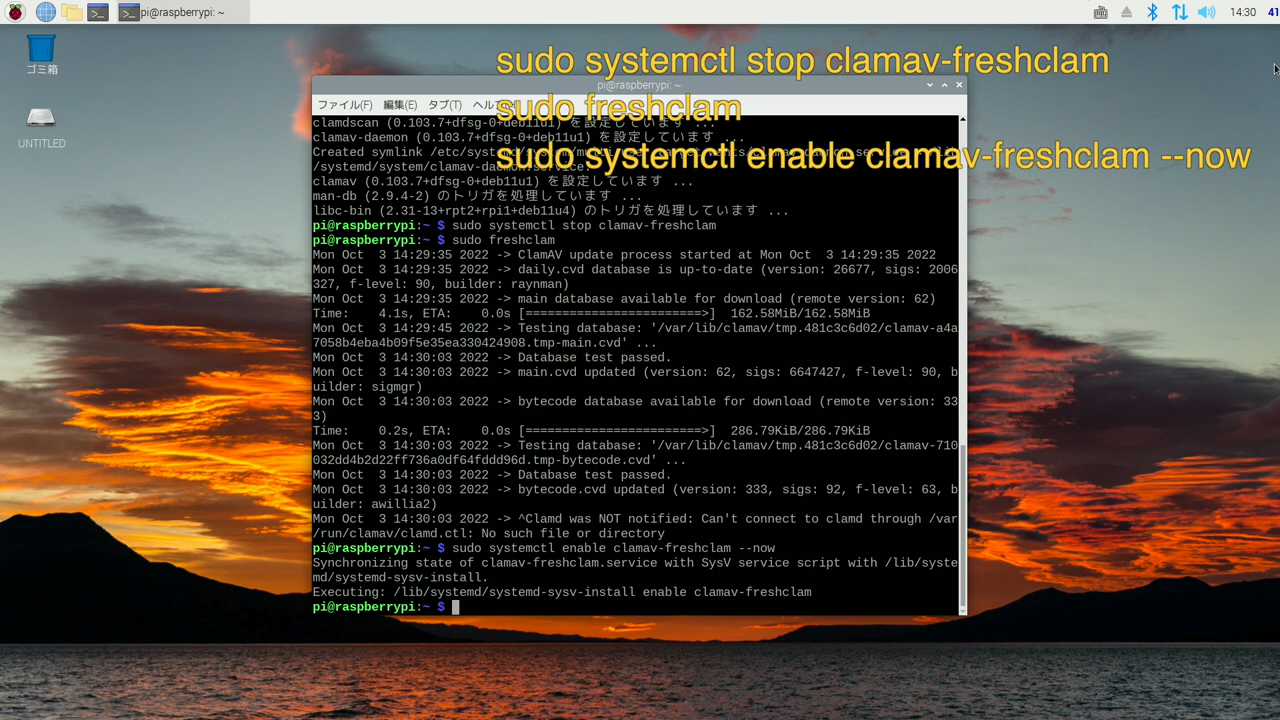 pi@raspberrypi: ~
14:30
41
ゴミ箱
UNTITLED
sudo systemctl stop clamav-freshclam
sudo freshclam
sudo systemctl enable clamav-freshclam --now
pi@raspberrypi: ~
ファイル(F) 編集(E) タブ(T) ヘルプ
clamdscan (0.103.7+dfsg-0+deb11u1) を設定しています ...
clamav-daemon (0.103.7+dfsg-0+deb11u1) を設定しています ...
Created symlink
/systemd/system/clamav-daemon.service.
clamav (0.103.7+dfsg-0+deb11u1) を設定しています ...
man-db (2.9.4-2) のトリガを処理しています ...
libc-bin (2.31-13+rpt2+rpi1+deb11u4) のトリガを処理しています ...
pi@raspberrypi:~ $ sudo systemctl stop clamav-freshclam
pi@raspberrypi:~ $ sudo freshclam
Mon Oct  3 14:29:35 2022 -> ClamAV update process started at Mon Oct  3 14:29:35 2022
Mon Oct  3 14:29:35 2022 -> daily.cvd database is up-to-date (version: 26677, sigs: 2006
327, f-level: 90, builder: raynman)
Mon Oct  3 14:29:35 2022 -> main database available for download (remote version: 62)
Time:    4.1s, ETA:    0.0s [========================>]  162.58MiB/162.58MiB
Mon Oct  3 14:29:45 2022 -> Testing database: '/var/lib/clamav/tmp.481c3c6d02/clamav-a4a
7058b4eba4b09f5e35ea330424908.tmp-main.cvd' ...
Mon Oct  3 14:30:03 2022 -> Database test passed.
Mon Oct  3 14:30:03 2022 -> main.cvd updated (version: 62, sigs: 6647427, f-level: 90, b
uilder: sigmgr)
Mon Oct  3 14:30:03 2022 -> bytecode database available for download (remote version: 33
3)
Time:    0.2s, ETA:    0.0s [========================>]  286.79KiB/286.79KiB
Mon Oct  3 14:30:03 2022 -> Testing database: '/var/lib/clamav/tmp.481c3c6d02/clamav-710
032dd4b2d22ff736a0df64fddd96d.tmp-bytecode.cvd' ...
Mon Oct  3 14:30:03 2022 -> Database test passed.
Mon Oct  3 14:30:03 2022 -> bytecode.cvd updated (version: 333, sigs: 92, f-level: 63, b
uilder: awillia2)
Mon Oct  3 14:30:03 2022 -> ^Clamd was NOT notified: Can't connect to clamd through /var
/run/clamav/clamd.ctl: No such file or directory
pi@raspberrypi:~ $ sudo systemctl enable clamav-freshclam --now
Synchronizing state of clamav-freshclam.service with SysV service script with /lib/syste
md/systemd-sysv-install.
Executing: /lib/systemd/systemd-sysv-install enable clamav-freshclam
pi@raspberrypi:~ $